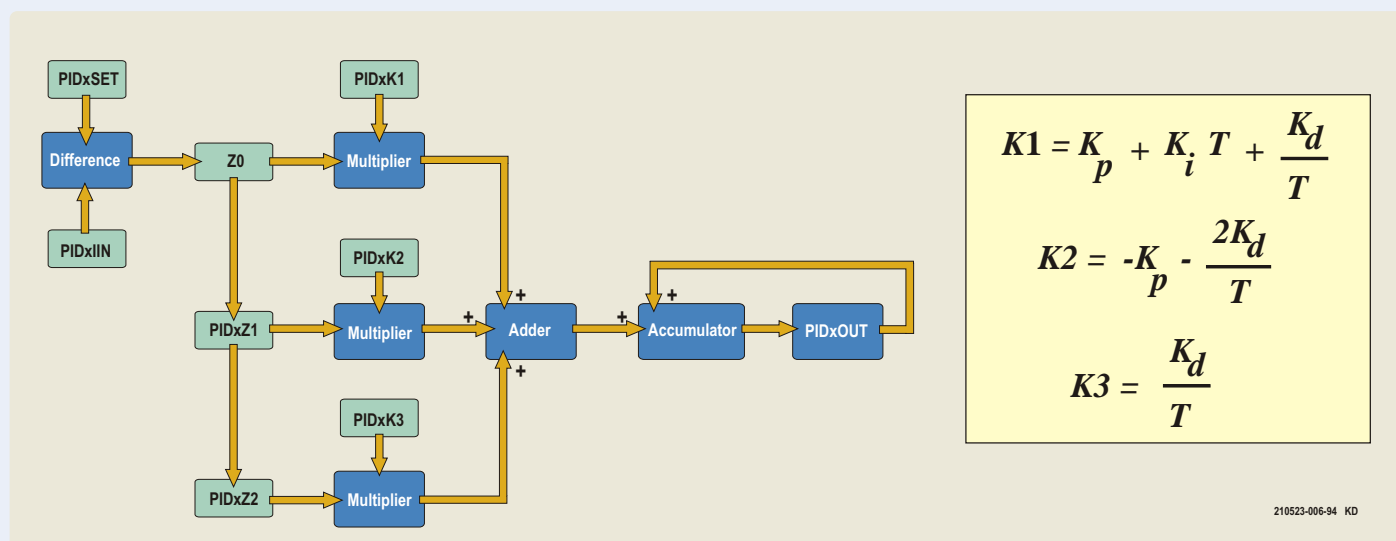 PIDxSET
PIDxK1
Difference
Z0
Multiplier
PIDxIIN
PIDxK2
+
PIDxZ1
Multiplier
+
Adder
+
Accumulator
+
PIDxOUT
+
PIDxK3
PIDxZ2
Multiplier
K1 = Kp + Ki T + Kd/T
K2 = -Kp - 2Kd/T
K3 = Kd/T
210523-006-94 KD